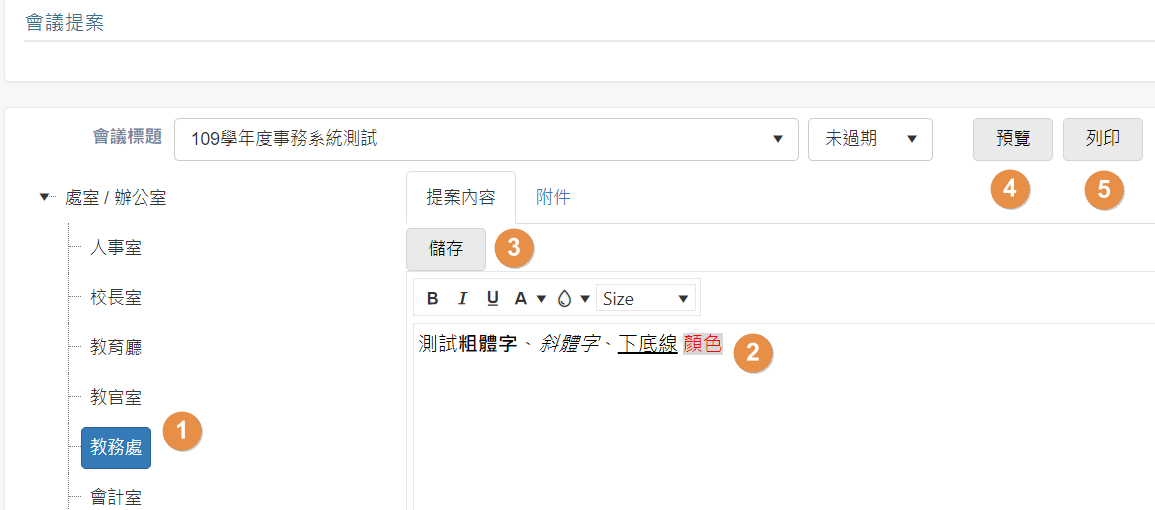 會議提案
會議標題 109學年度事務系統測試 未過期 預覽 列印
4 5
處室 / 辦公室
提案內容 附件
人事室
儲存 3
校長室
B I U A Size
教育廳
測試粗體字、斜體字、下底線 顏色 2
教官室
教務處 1
會計室